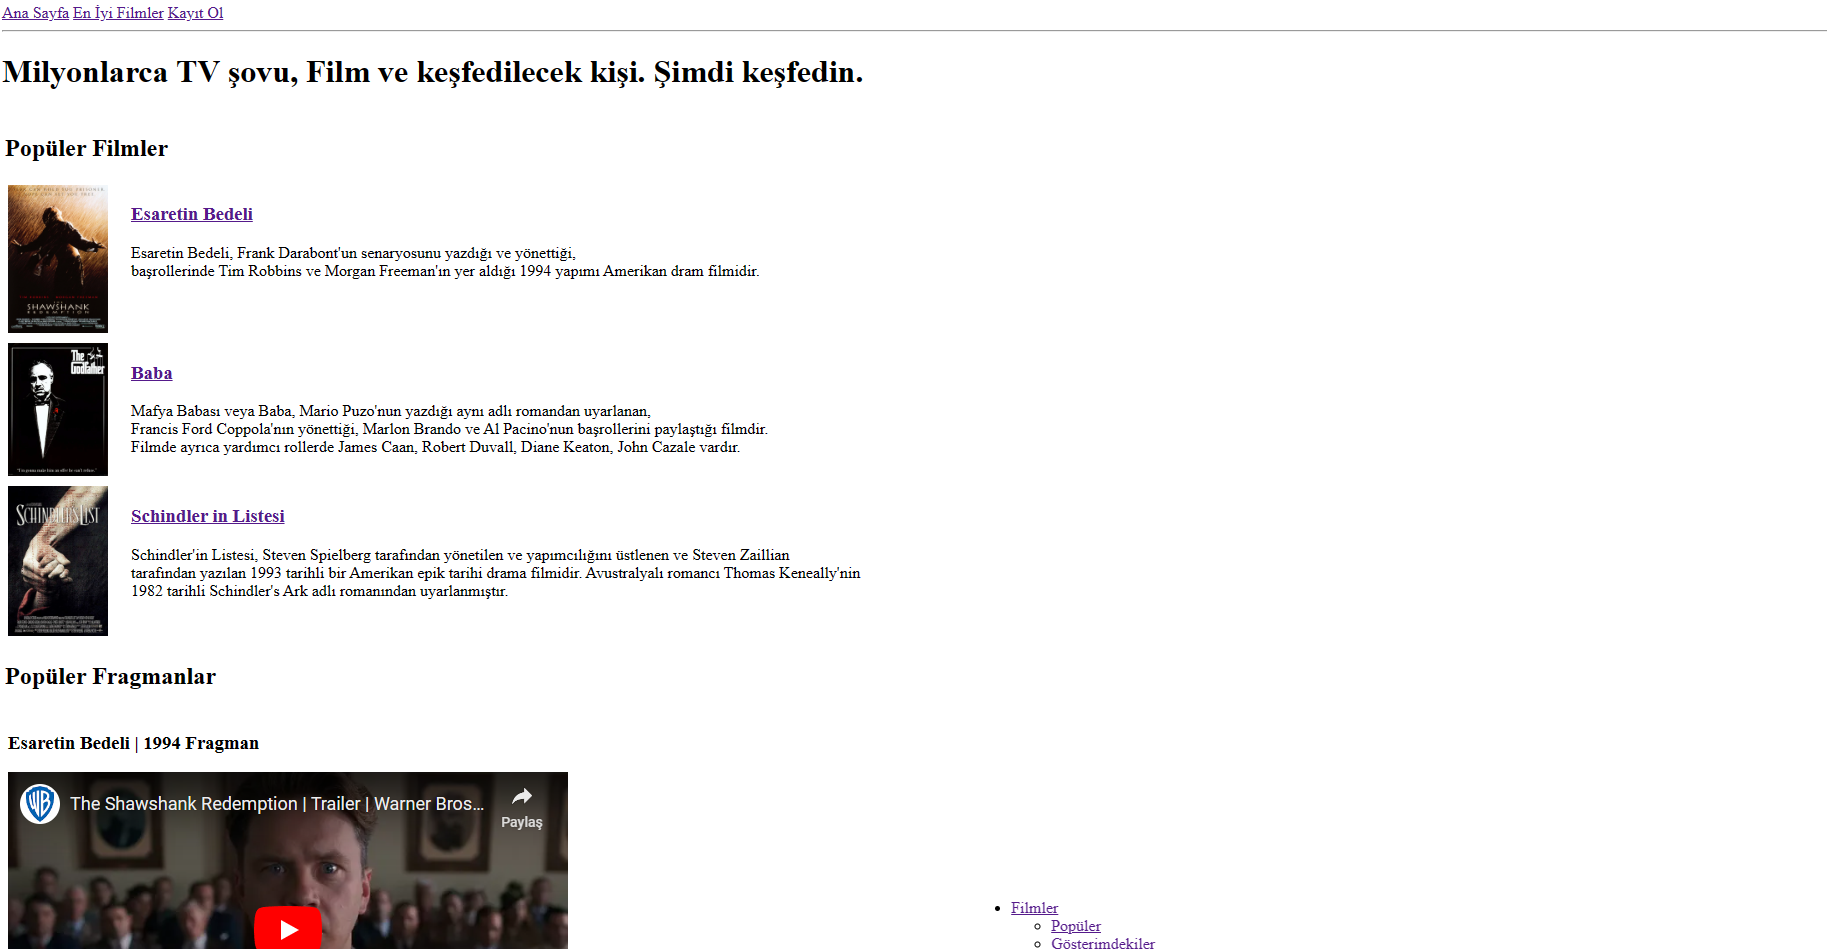 Ana Sayfa En İyi Filmler Kayıt Ol
Milyonlarca TV şovu, Film ve keşfedilecek kişi. Şimdi keşfedin.
Popüler Filmler
SHAWSHANK
REDEMPTION
Esaretin Bedeli
Esaretin Bedeli, Frank Darabont'un senaryosunu yazdığı ve yönettiği,
başrollerinde Tim Robbins ve Morgan Freeman'ın yer aldığı 1994 yapımı Amerikan dram filmidir.
The
Godfather
Baba
Mafya Babası veya Baba, Mario Puzo'nun yazdığı aynı adlı romandan uyarlanan,
Francis Ford Coppola'nın yönettiği, Marlon Brando ve Al Pacino'nun başrollerini paylaştığı filmdir.
Filmde ayrıca yardımcı rollerde James Caan, Robert Duvall, Diane Keaton, John Cazale vardır.
SCHINDLER'S LIST
Schindler in Listesi
Schindler'in Listesi, Steven Spielberg tarafından yönetilen ve yapımcılığını üstlenen ve Steven Zaillian
tarafından yazılan 1993 tarihli bir Amerikan epik tarihi drama filmidir. Avustralyalı romancı Thomas Keneally'nin
1982 tarihli Schindler's Ark adlı romanından uyarlanmıştır.
Popüler Fragmanlar
Esaretin Bedeli | 1994 Fragman
The Shawshank Redemption | Trailer | Warner Bros...
Paylaş
Filmler
Popüler
Gösterimdekiler